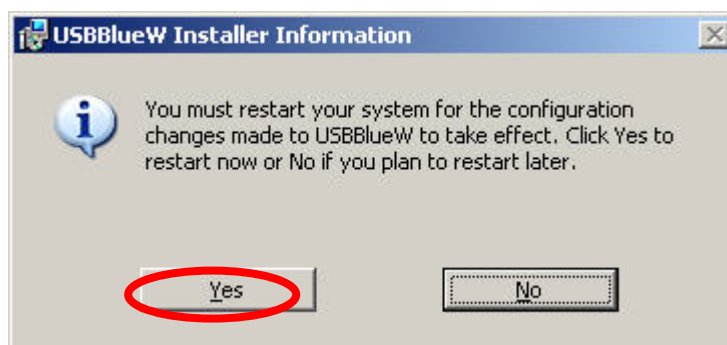 USBBlueW Installer Information
You must restart your system for the configuration
changes made to USBBlueW to take effect. Click Yes to
restart now or No if you plan to restart later.
Yes No